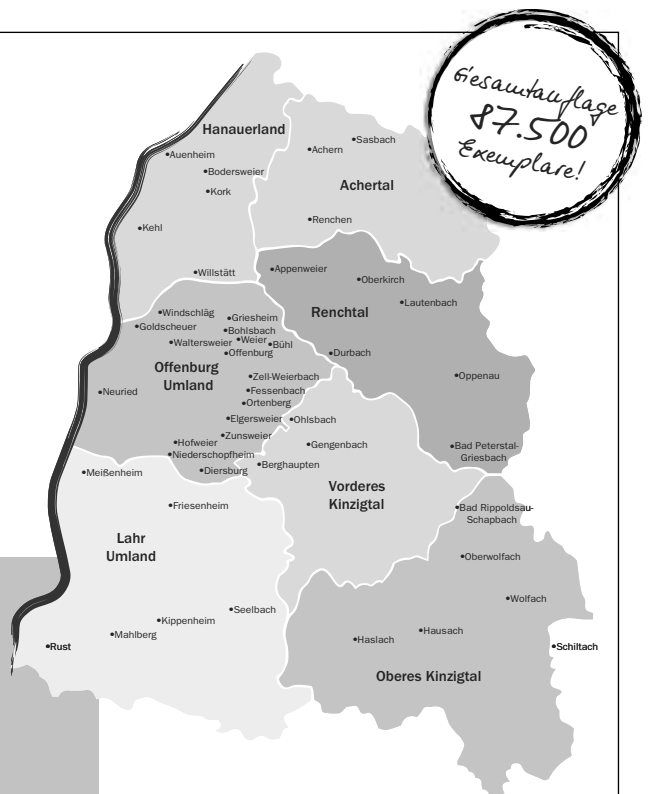 Gesamtauflage
87.500
Exemplare!
Hanauerland
•Auenheim
•Bodersweier
•Kork
•Kehl
•Willstätt
•Sasbach
•Achern
Achertal
•Renchen
•Appenweier
•Oberkirch
•Lautenbach
Renchtal
•Durbach
•Oppenau
•Bad Peterstal-
Griesbach
•Windschläg
•Griesheim
•Goldscheuer
•Bohlsbach
•Weier
•Waltersweier
•Bühl
•Offenburg
Offenburg
Umland
•Zell-Weierbach
•Neuried
•Fessenbach
•Ortenberg
•Elgersweier
•Zunsweier
•Hofweier
•Niederschopfheim
•Diersburg
•Ohlsbach
•Gengenbach
•Berghaupten
Vorderes
Kinzigtal
•Meißenheim
•Friesenheim
Lahr
Umland
•Seelbach
•Kippenheim
•Mahlberg
•Rust
•Bad Rippoldsau-
Schapbach
•Oberwolfach
•Wolfach
•Hausach
•Haslach
•Schiltach
Oberes Kinzigtal